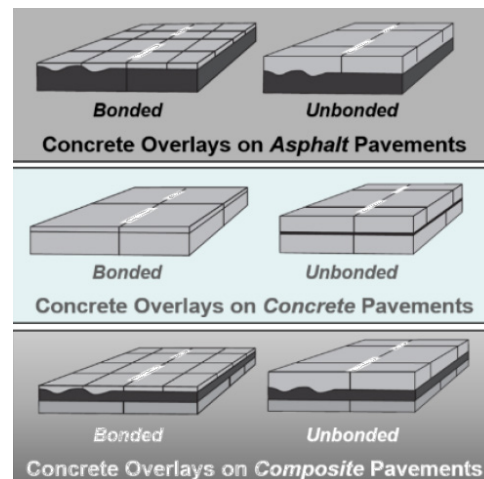 Bonded Unbonded
Concrete Overlays on Asphalt Pavements
Bonded Unbonded
Concrete Overlays on Concrete Pavements
Bonded Unbonded
Concrete Overlays on Composite Pavements